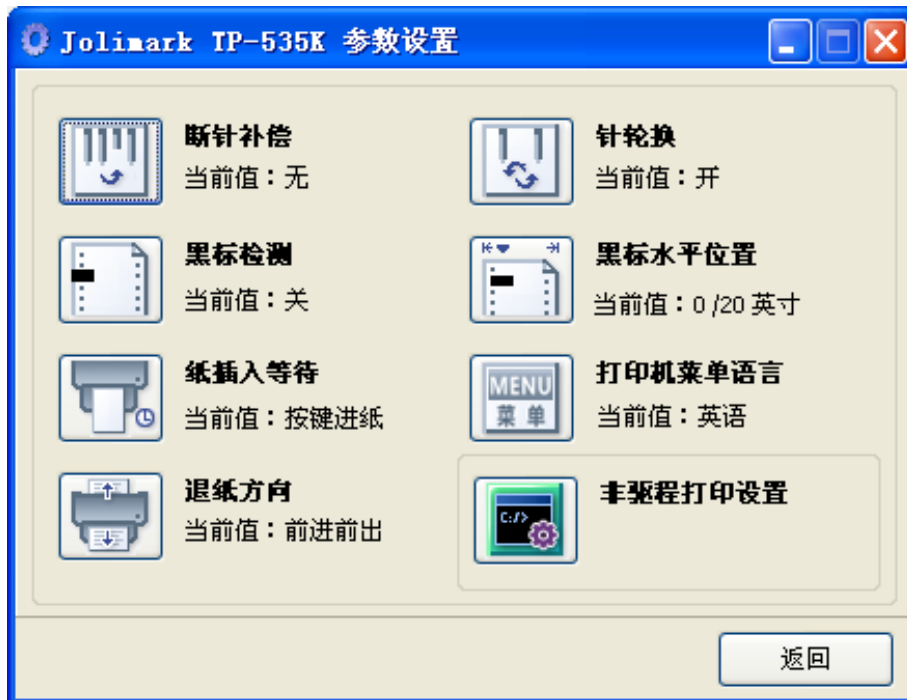 Jolimark TP-535K 参数设置
断针补偿
当前值：无
针轮换
当前值：开
黑标检测
当前值：关
黑标水平位置
当前值：0 /20 英寸
纸插入等待
当前值：按键进纸
MENU
菜单
打印机菜单语言
当前值：英语
退纸方向
当前值：前进前出
C:/>
非驱程打印设置
返回